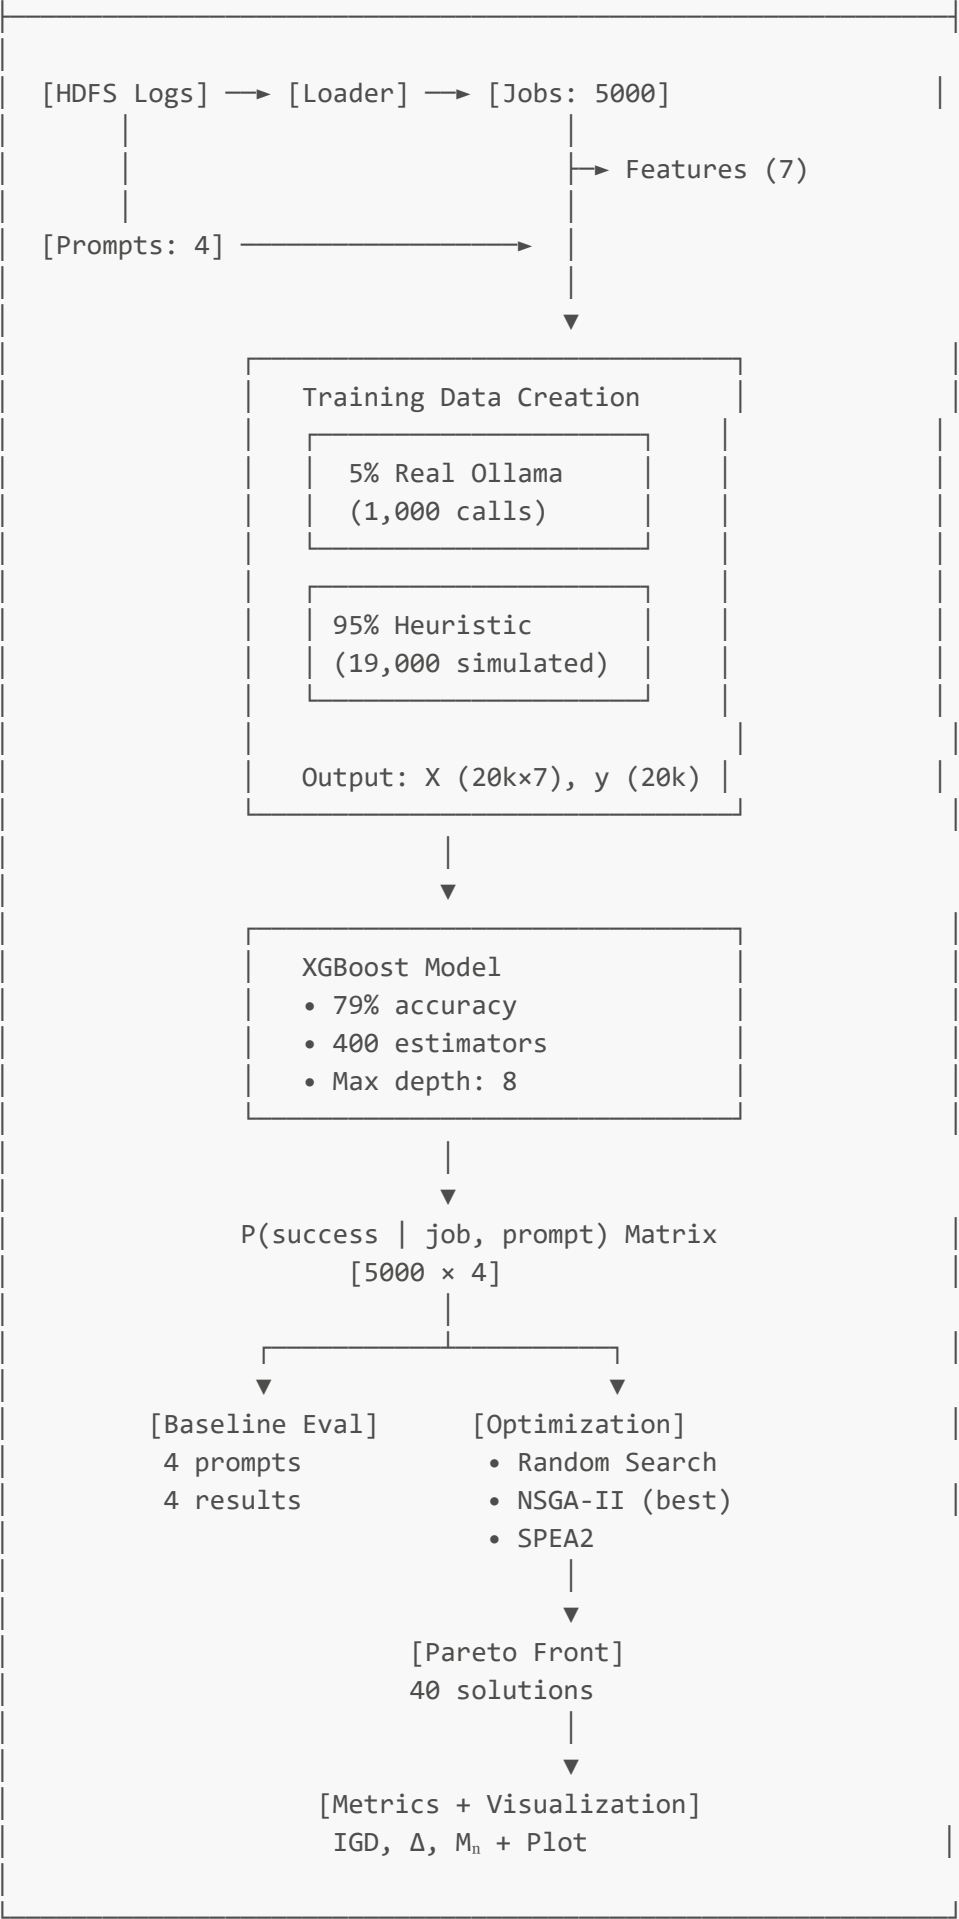 [HDFS Logs] ──► [Loader] ──► [Jobs: 5000]
Features (7)
[Prompts: 4]
Training Data Creation
5% Real Ollama
(1,000 calls)
95% Heuristic
(19,000 simulated)
Output: X (20k×7), y (20k)
XGBoost Model
• 79% accuracy
• 400 estimators
• Max depth: 8
P(success | job, prompt) Matrix
[5000 × 4]
[Baseline Eval] [Optimization]
4 prompts • Random Search
4 results • NSGA-II (best)
• SPEA2
[Pareto Front]
40 solutions
[Metrics + Visualization]
IGD, Δ, Mₙ + Plot